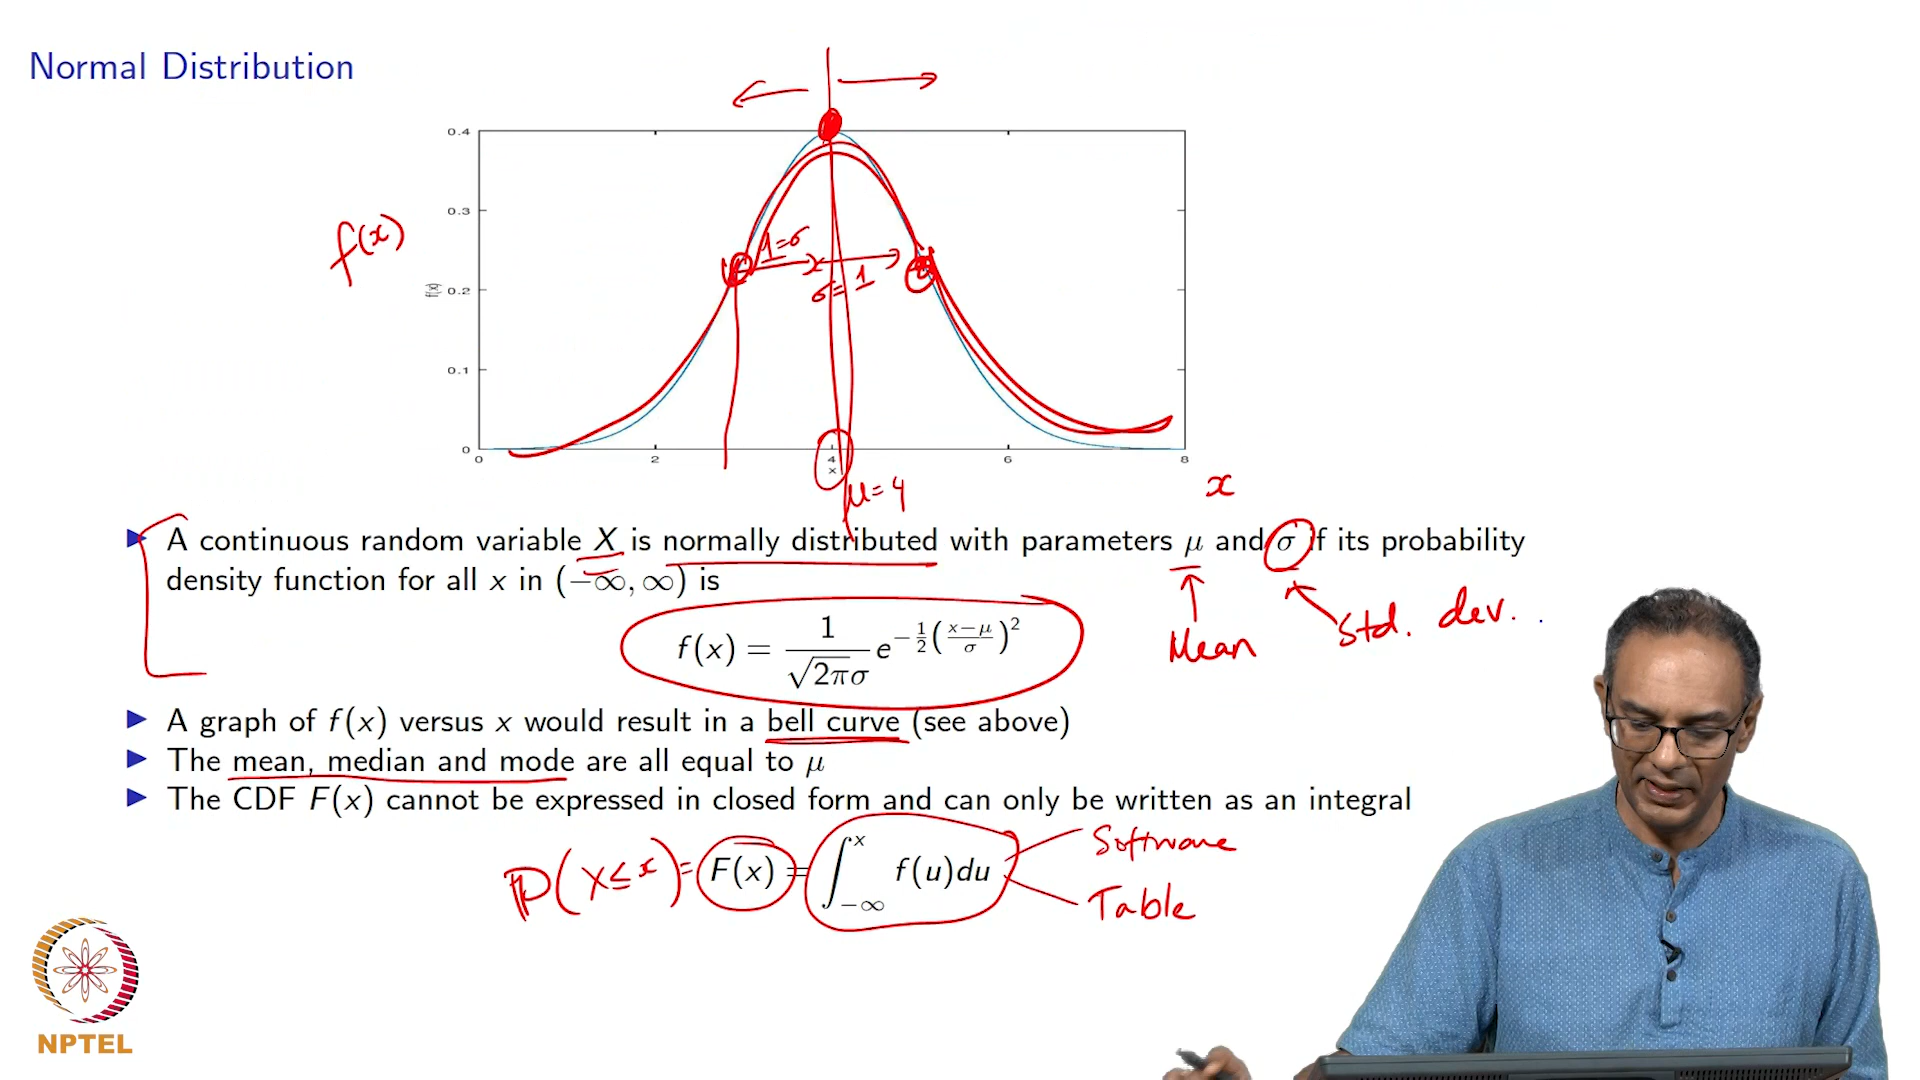 Normal Distribution
0.4
0.3
f(x)
1=σ
f(x)
0.2
σ=1
0.1
0
0 2 4 6 8
x
μ=4
x
A continuous random variable X is normally distributed with parameters μ and σ if its probability
density function for all x in (−∞, ∞) is
Mean
Std. dev.
f(x) = 1/(√2πσ) e^{−1/2((x−μ)/σ)^2}
A graph of f(x) versus x would result in a bell curve (see above)
The mean, median and mode are all equal to μ
The CDF F(x) cannot be expressed in closed form and can only be written as an integral
P(X≤x) = F(x) = ∫_{−∞}^{x} f(u)du
Software
Table
NPTEL